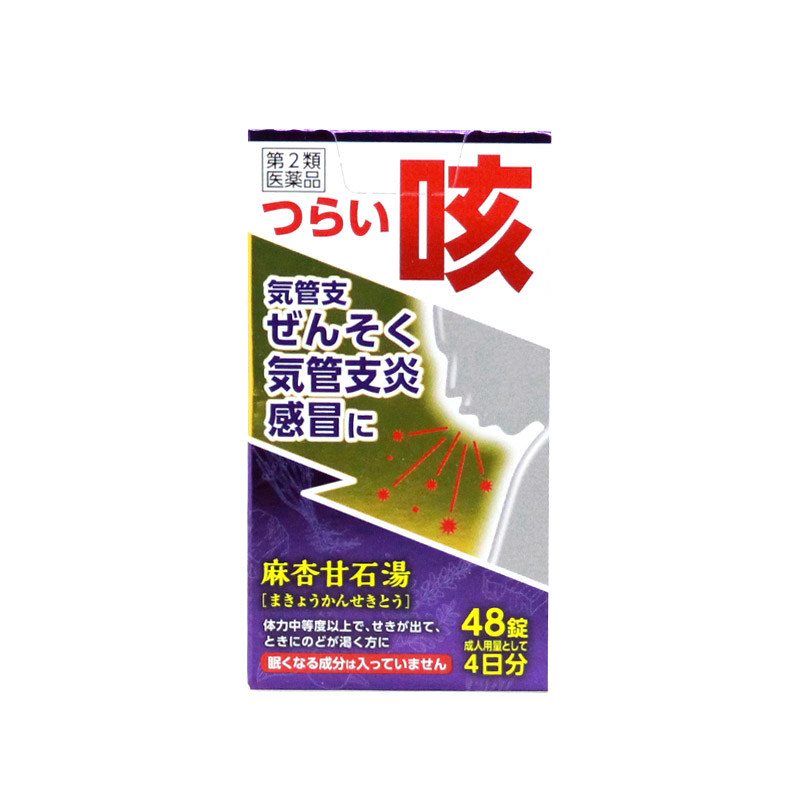 第2類
医薬品
つらい咳
気管支
ぜんそく
気管支炎
感冒に
麻杏甘石湯
[まきょうかんせきとう]
体力中等度以上で、せきが出て、
ときにのどが渇く方に
眠くなる成分は入っていません
48錠
成人用量として
4日分